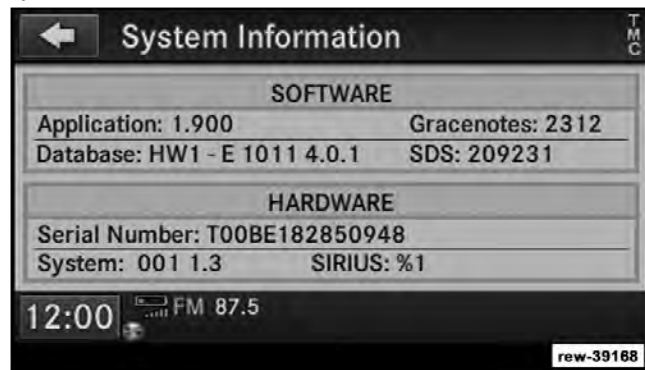 System Information
TMC
SOFTWARE
Application: 1.900 Gracenotes: 2312
Database: HW1 - E 1011 4.0.1 SDS: 209231
HARDWARE
Serial Number: T00BE182850948
System: 001 1.3 SIRIUS: %1
12:00 FM 87.5
rew-39168